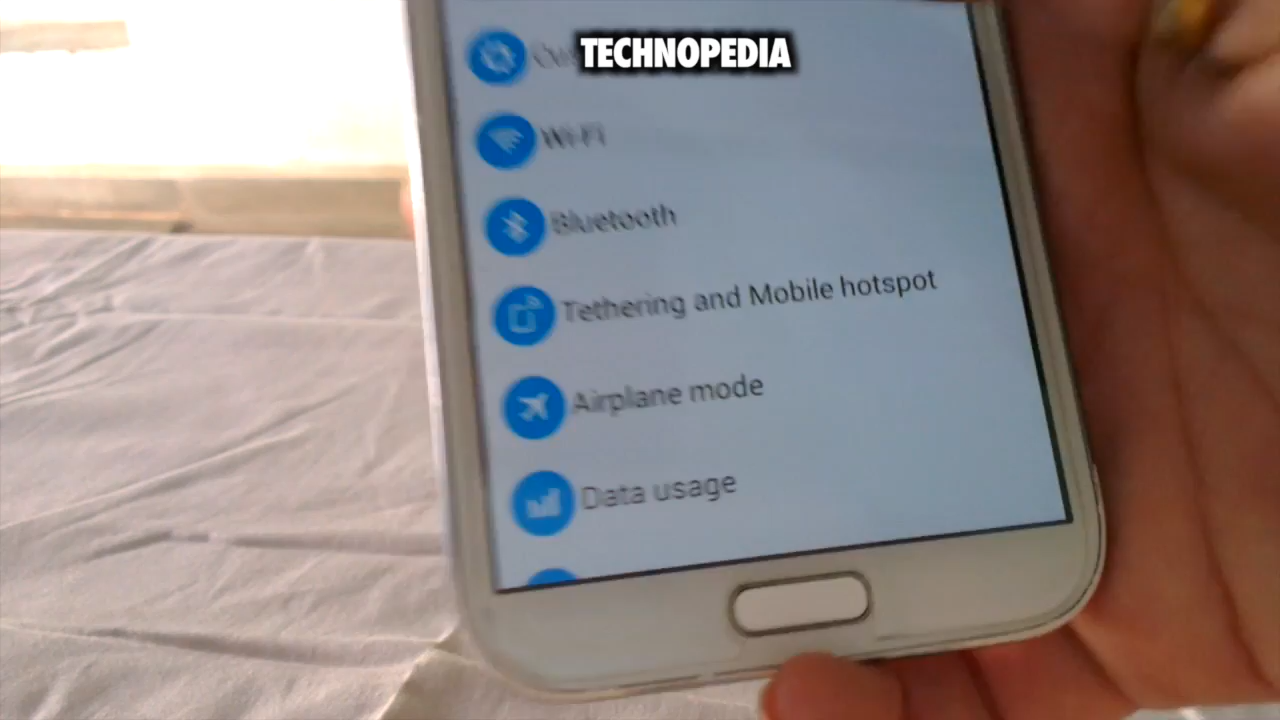 TECHNOPEDIA
Wi-Fi
Bluetooth
Tethering and Mobile hotspot
Airplane mode
Data usage